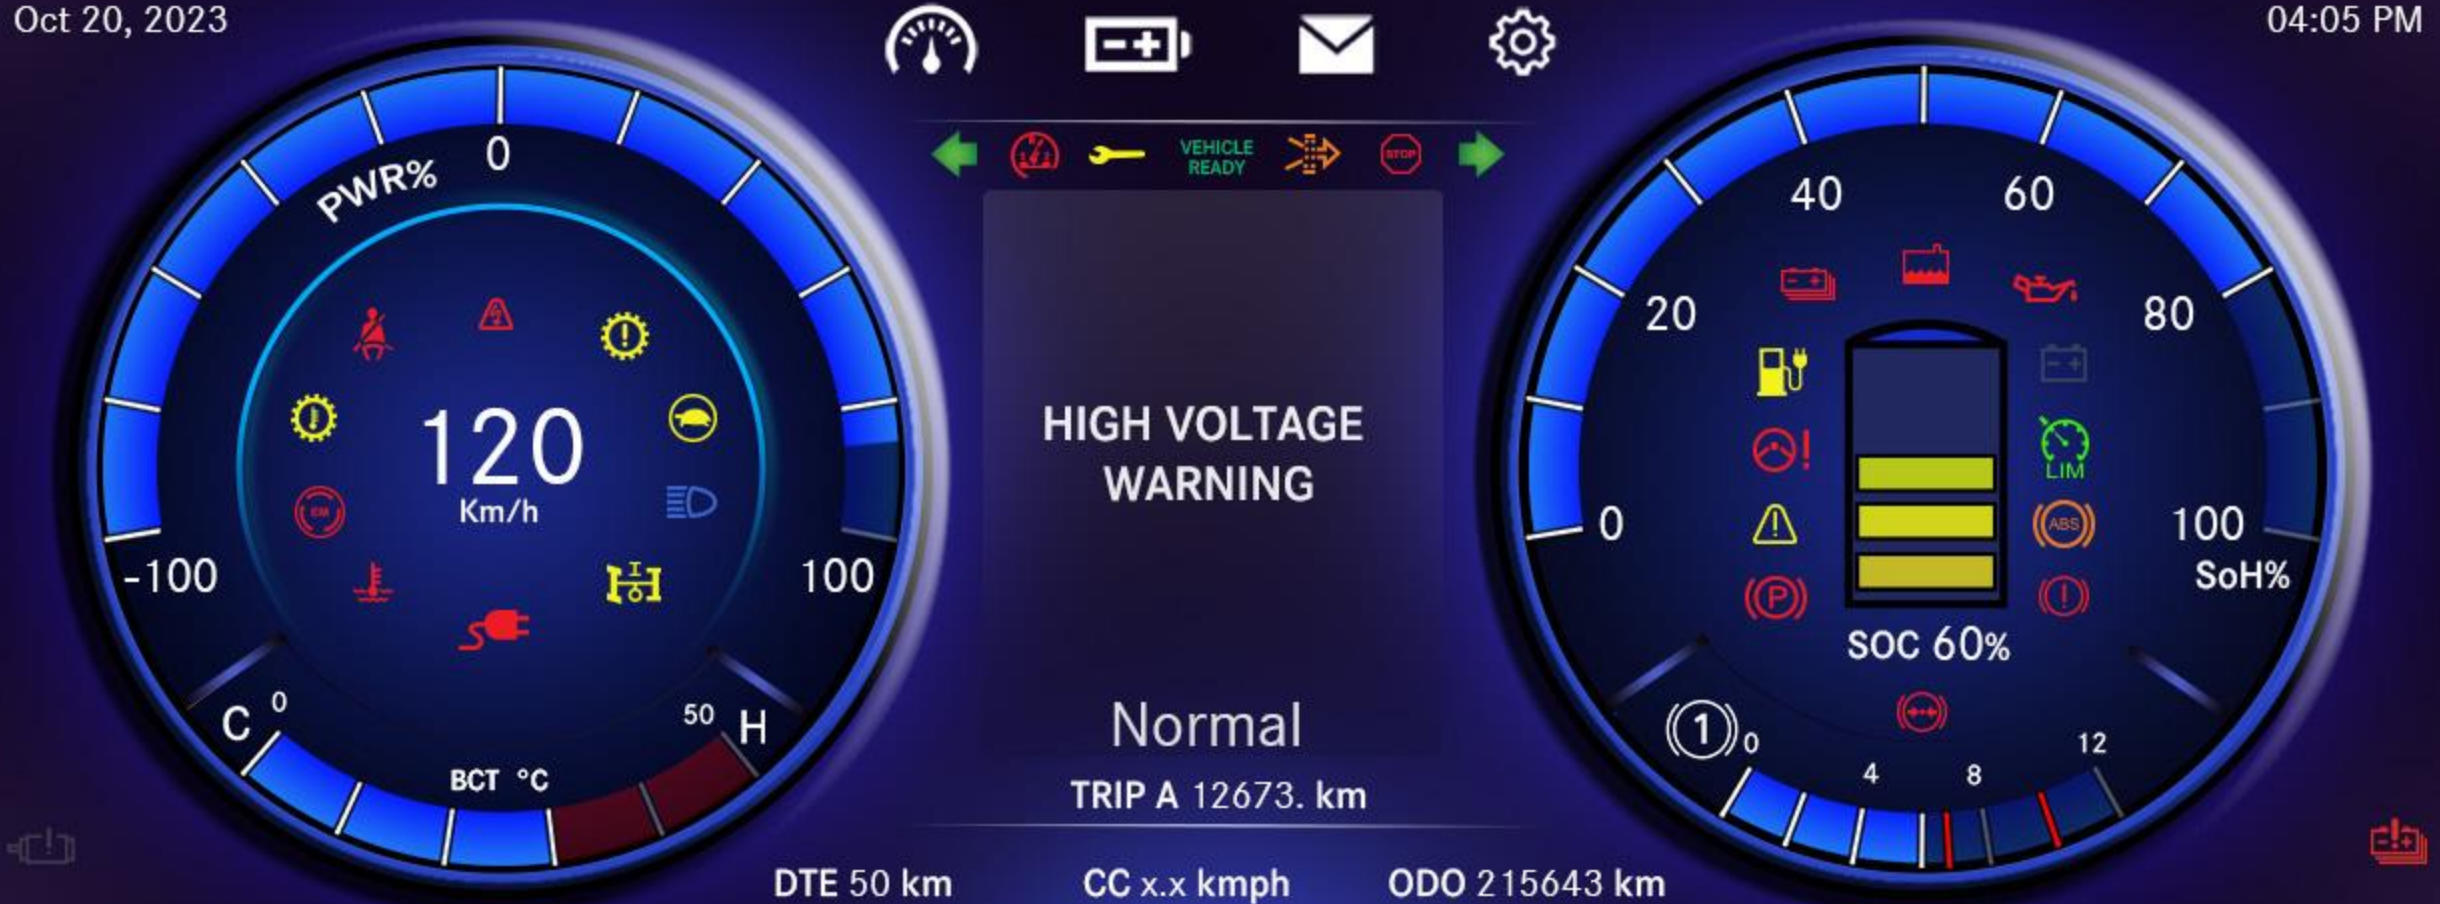 Oct 20, 2023
04:05 PM
VEHICLE
READY
STOP
PWR%
0
-100
100
120
Km/h
EM
C
0
50
H
BCT °C
HIGH VOLTAGE
WARNING
Normal
TRIP A 12673. km
DTE 50 km
CC x.x kmph
ODO 215643 km
0
20
40
60
80
100
SoH%
LIM
ABS
P
SOC 60%
1
0
4
8
12